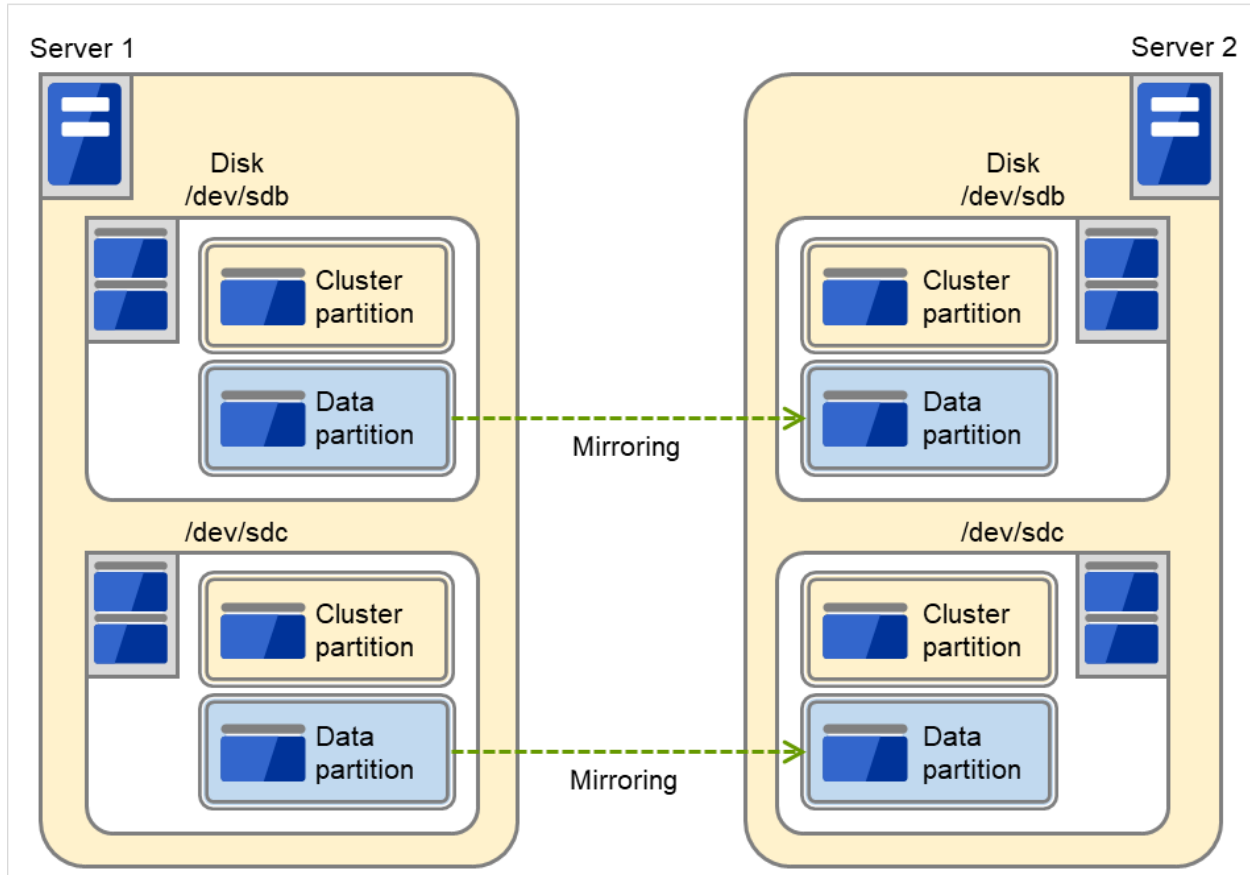 Server 1
Server 2
Disk
/dev/sdb
Disk
/dev/sdb
Cluster
partition
Cluster
partition
Data
partition
Data
partition
Mirroring
/dev/sdc
/dev/sdc
Cluster
partition
Cluster
partition
Data
partition
Data
partition
Mirroring